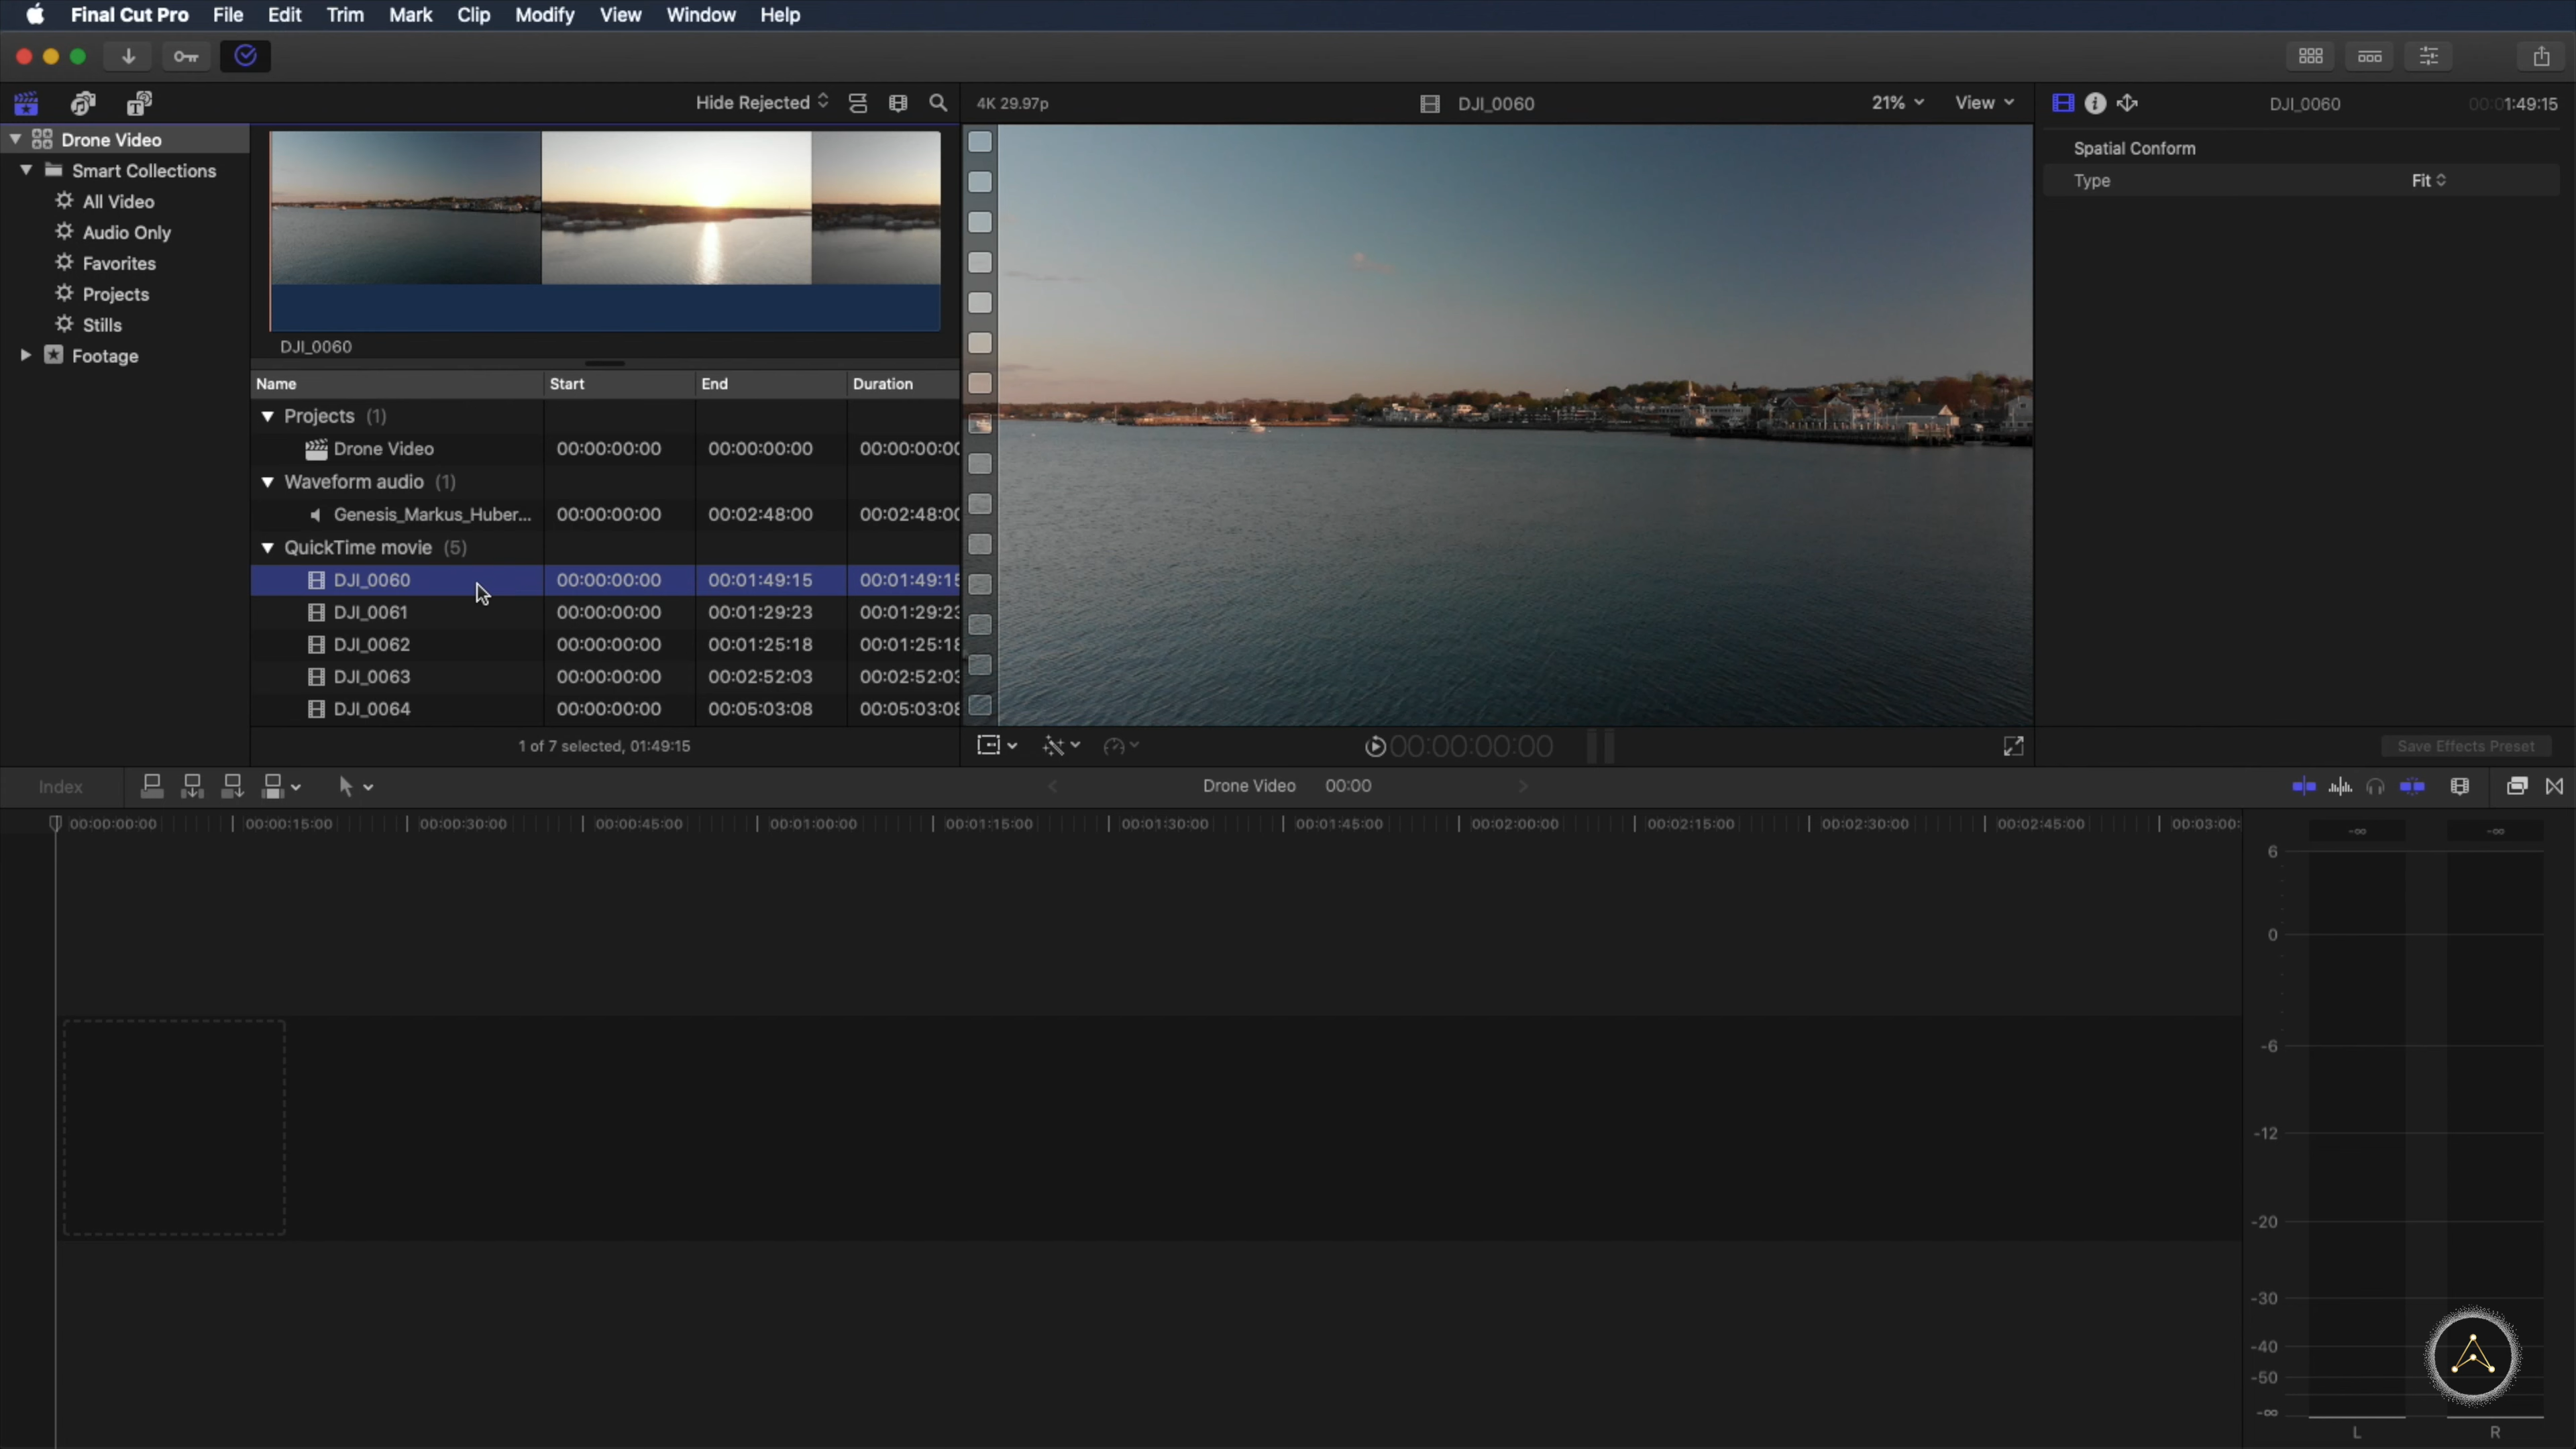 Final Cut Pro File Edit Trim Mark Clip Modify View Window Help
Hide Rejected
4K 29.97p
DJI_0060
21%
View
DJI_0060
00:01:49:15
Drone Video
Smart Collections
All Video
Audio Only
Favorites
Projects
Stills
Footage
DJI_0060
Name Start End Duration
Projects (1)
Drone Video 00:00:00:00 00:00:00:00 00:00:00:00
Waveform audio (1)
Genesis_Markus_Huber... 00:00:00:00 00:02:48:00 00:02:48:00
QuickTime movie (5)
DJI_0060 00:00:00:00 00:01:49:15 00:01:49:15
DJI_0061 00:00:00:00 00:01:29:23 00:01:29:23
DJI_0062 00:00:00:00 00:01:25:18 00:01:25:18
DJI_0063 00:00:00:00 00:02:52:03 00:02:52:03
DJI_0064 00:00:00:00 00:05:03:08 00:05:03:08
1 of 7 selected, 01:49:15
Spatial Conform
Type Fit
00:00:00:00
Save Effects Preset
Index
Drone Video 00:00
00:00:00:00 00:00:15:00 00:00:30:00 00:00:45:00 00:01:00:00 00:01:15:00 00:01:30:00 00:01:45:00 00:02:00:00 00:02:15:00 00:02:30:00 00:02:45:00 00:03:00:
-∞ -∞
6
0
-6
-12
-20
-30
-40
-50
-∞
L R